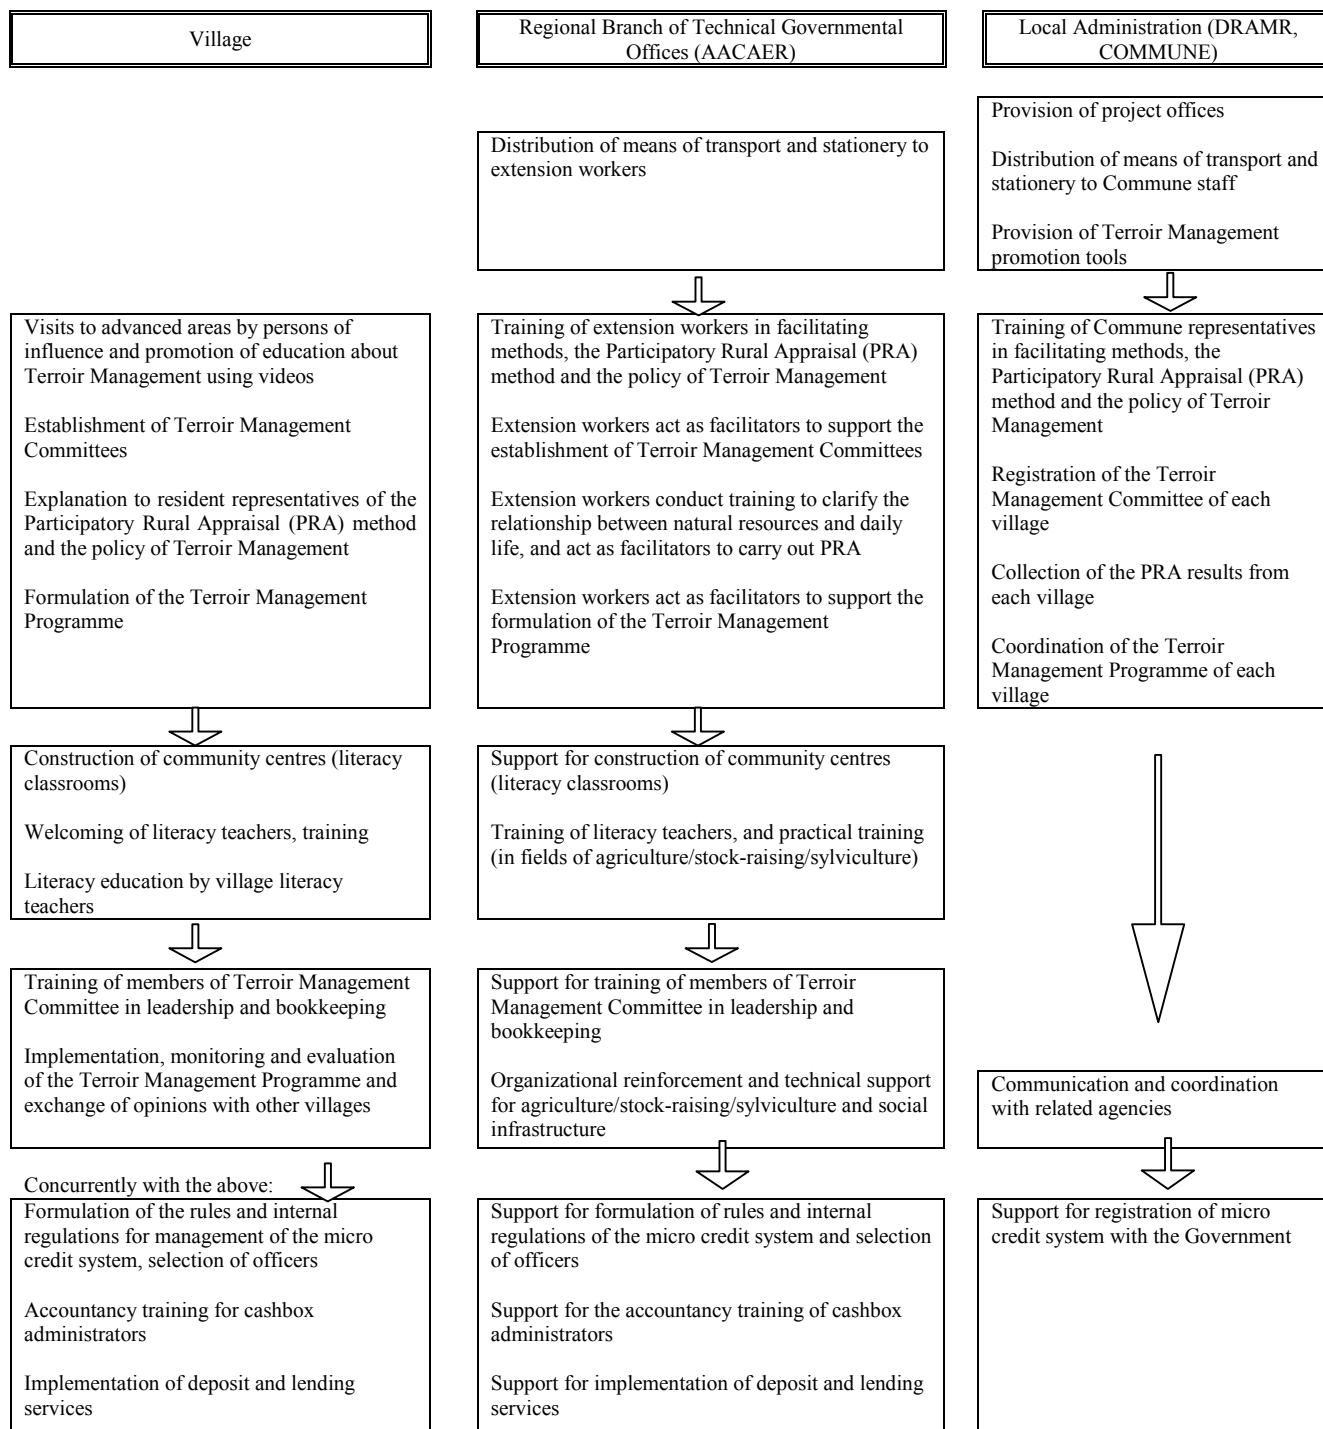 Village
Regional Branch of Technical Governmental
Offices (AACAER)
Local Administration (DRAMR,
COMMUNE)
Distribution of means of transport and stationery to
extension workers
Provision of project offices
Distribution of means of transport and
stationery to Commune staff
Provision of Terroir Management
promotion tools
Visits to advanced areas by persons of
influence and promotion of education about
Terroir Management using videos
Establishment of Terroir Management
Committees
Explanation to resident representatives of the
Participatory Rural Appraisal (PRA) method
and the policy of Terroir Management
Formulation of the Terroir Management
Programme
Training of extension workers in facilitating
methods, the Participatory Rural Appraisal (PRA)
method and the policy of Terroir Management
Extension workers act as facilitators to support the
establishment of Terroir Management Committees
Extension workers conduct training to clarify the
relationship between natural resources and daily
life, and act as facilitators to carry out PRA
Extension workers act as facilitators to support the
formulation of the Terroir Management
Programme
Training of Commune representatives
in facilitating methods, the
Participatory Rural Appraisal (PRA)
method and the policy of Terroir
Management
Registration of the Terroir
Management Committee of each
village
Collection of the PRA results from
each village
Coordination of the Terroir
Management Programme of each
village
Construction of community centres (literacy
classrooms)
Welcoming of literacy teachers, training
Literacy education by village literacy
teachers
Support for construction of community centres
(literacy classrooms)
Training of literacy teachers, and practical training
(in fields of agriculture/stock-raising/sylviculture)
Training of members of Terroir Management
Committee in leadership and bookkeeping
Implementation, monitoring and evaluation
of the Terroir Management Programme and
exchange of opinions with other villages
Support for training of members of Terroir
Management Committee in leadership and
bookkeeping
Organizational reinforcement and technical support
for agriculture/stock-raising/sylviculture and social
infrastructure
Communication and coordination
with related agencies
Concurrently with the above:
Formulation of the rules and internal
regulations for management of the micro
credit system, selection of officers
Accountancy training for cashbox
administrators
Implementation of deposit and lending
services
Support for formulation of rules and internal
regulations of the micro credit system and selection
of officers
Support for the accountancy training of cashbox
administrators
Support for implementation of deposit and lending
services
Support for registration of micro
credit system with the Government